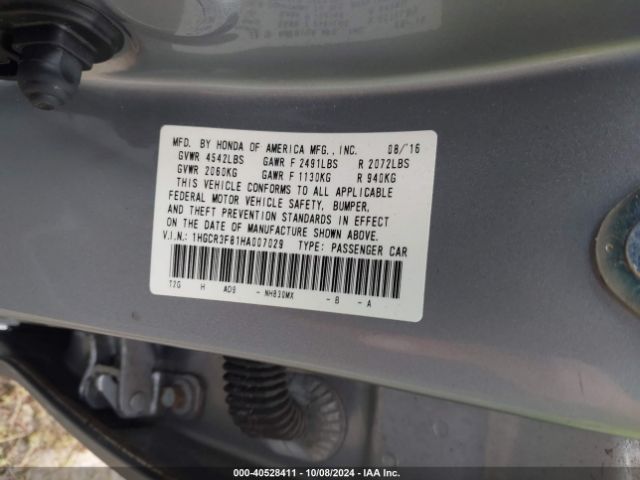 MFD. BY HONDA OF AMERICA MFG., INC. 08/16
GVWR 4542LBS GAWR F 2491LBS R 2072LBS
GVWR 2060KG GAWR F 1130KG R 940KG
THIS VEHICLE CONFORMS TO ALL APPLICABLE
FEDERAL MOTOR VEHICLE SAFETY, BUMPER,
AND THEFT PREVENTION STANDARDS IN EFFECT
ON THE DATE OF MANUFACTURE SHOWN ABOVE.
V.I.N.: 1HGCR3F81HA007029 TYPE: PASSENGER CAR
T2G H AD9 - NH830MX - B - A
000-40528411 | 10/08/2024 | IAA Inc.